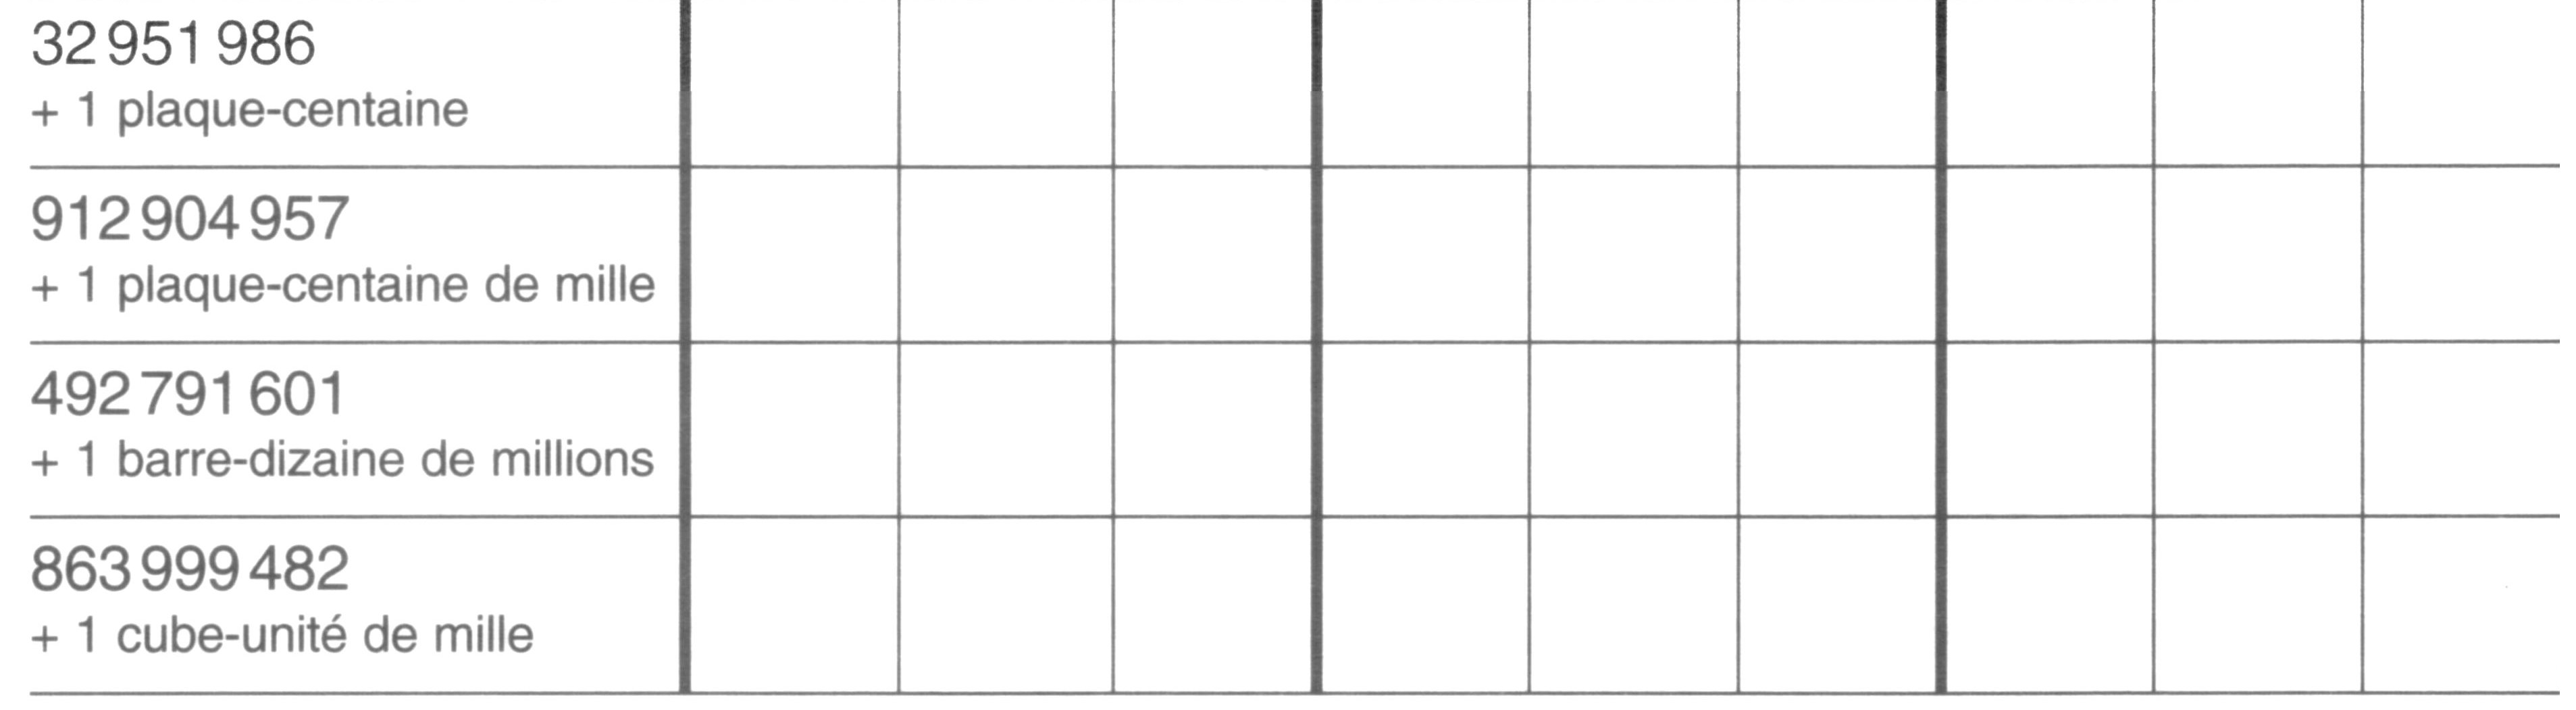 32 951 986
+ 1 plaque-centaine
912 904 957
+ 1 plaque-centaine de mille
492 791 601
+ 1 barre-dizaine de millions
863 999 482
+ 1 cube-unité de mille